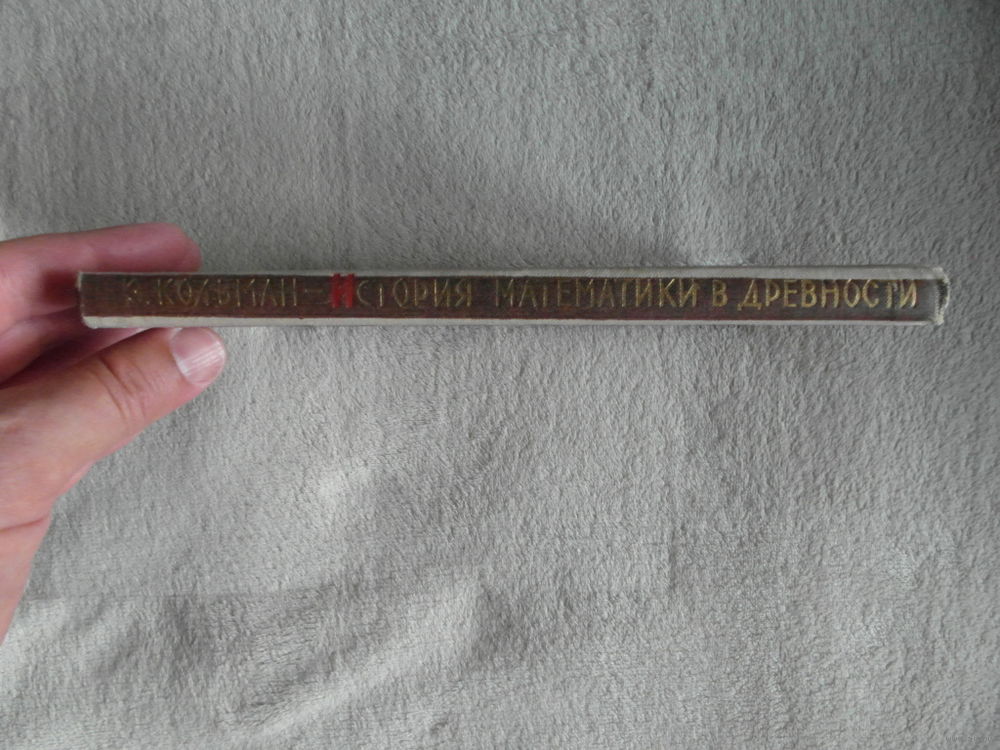 К. КОЛЬМАН — ИСТОРИЯ МАТЕМАТИКИ В ДРЕВНОСТИ